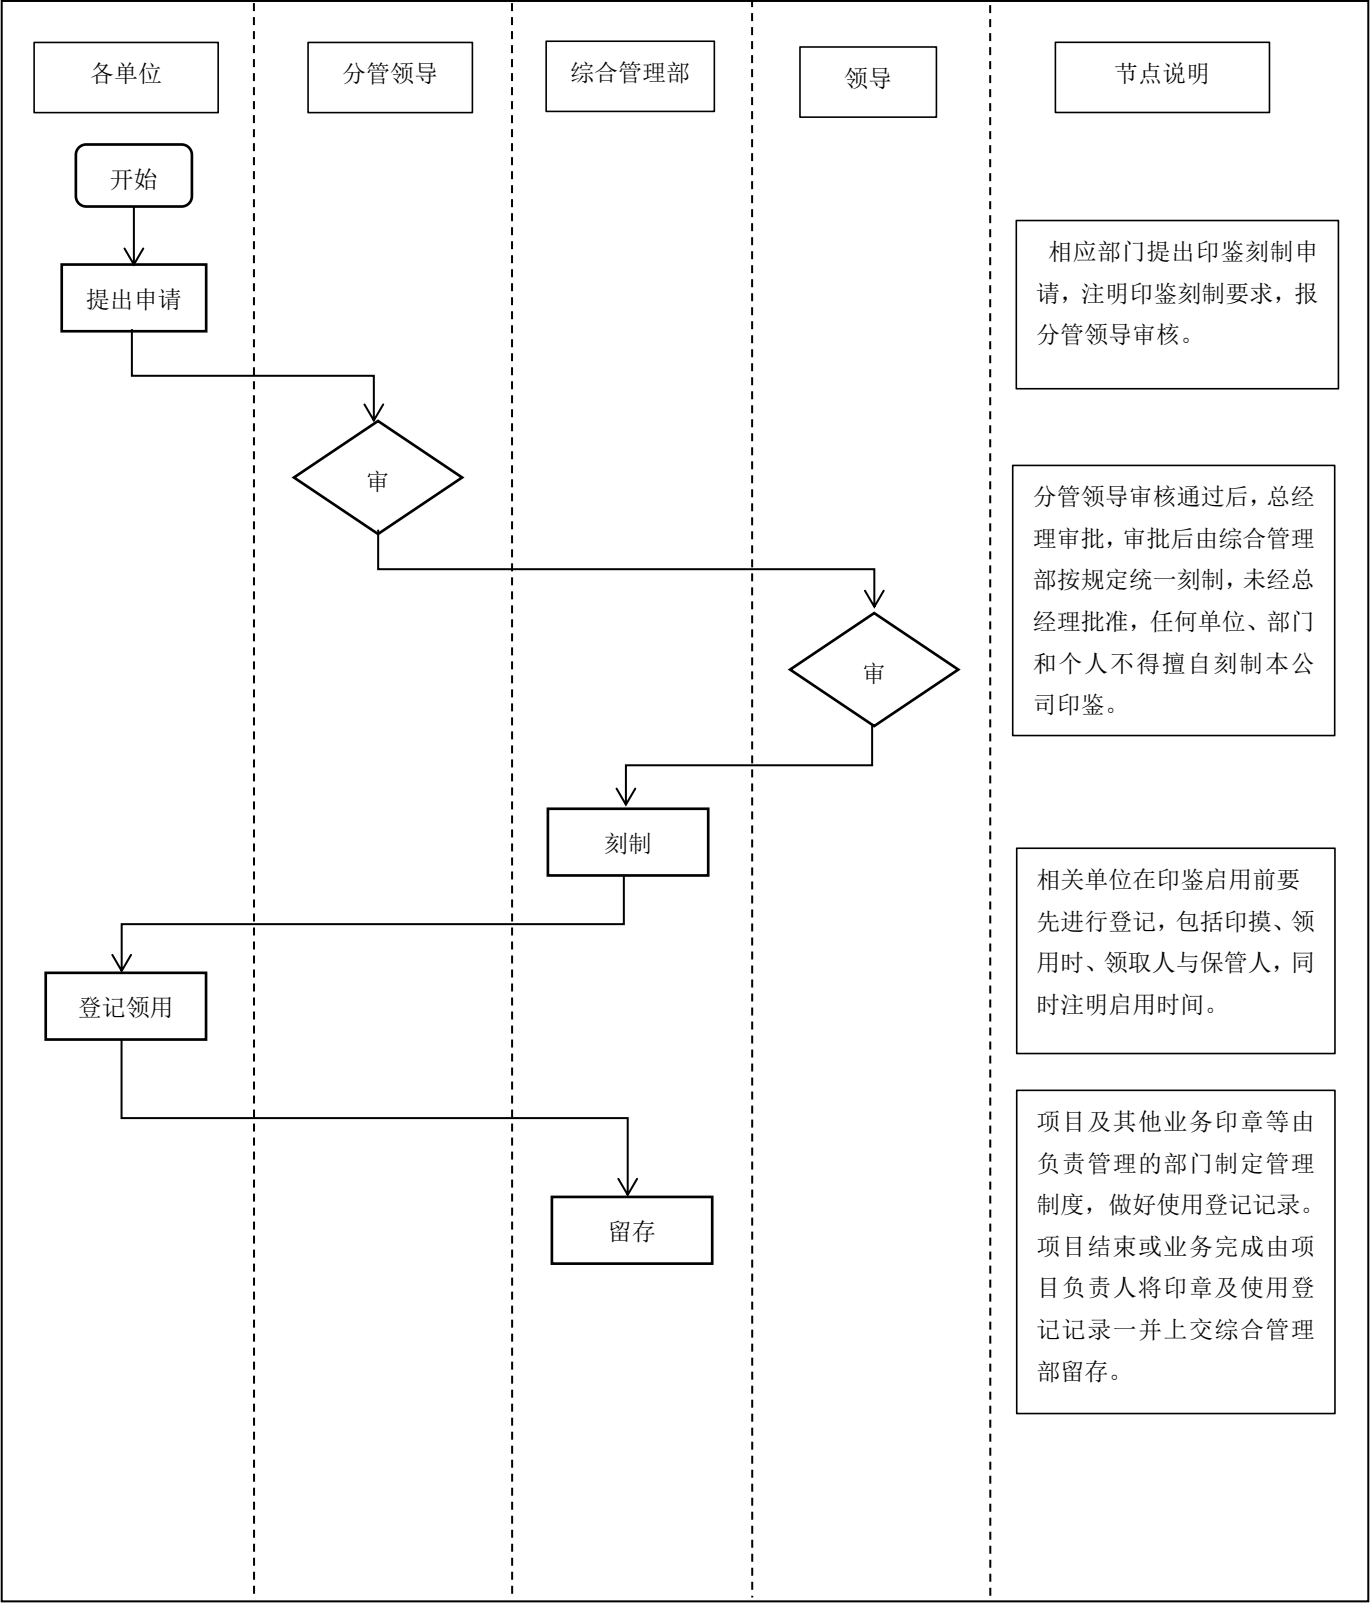 各单位
分管领导
综合管理部
领导
节点说明
开始
提出申请
审
审
刻制
登记领用
留存
相应部门提出印鉴刻制申
请，注明印鉴刻制要求，报
分管领导审核。
分管领导审核通过后，总经
理审批，审批后由综合管理
部按规定统一刻制，未经总
经理批准，任何单位、部门
和个人不得擅自刻制本公
司印鉴。
相关单位在印鉴启用前要
先进行登记，包括印摸、领
用时、领取人与保管人，同
时注明启用时间。
项目及其他业务印章等由
负责管理的部门制定管理
制度，做好使用登记记录。
项目结束或业务完成由项
目负责人将印章及使用登
记记录一并上交综合管理
部留存。